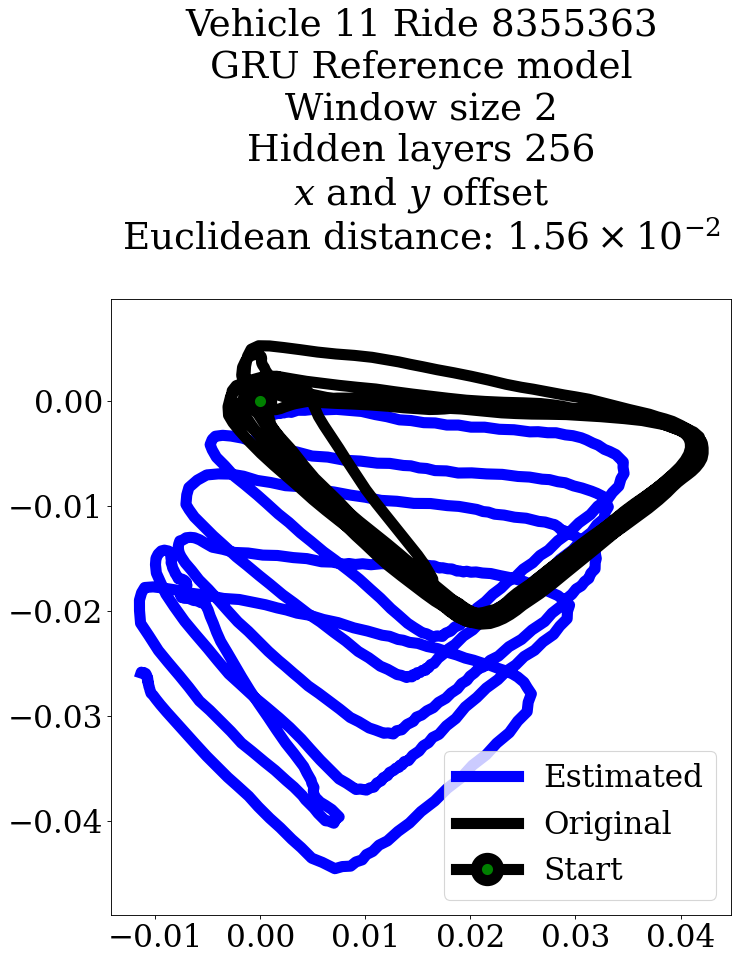 Vehicle 11 Ride 8355363
GRU Reference model
Window size 2
Hidden layers 256
x and y offset
Euclidean distance: 1.56 × 10⁻²
0.00
−0.01
−0.02
−0.03
−0.04
Estimated
Original
Start
−0.01 0.00 0.01 0.02 0.03 0.04